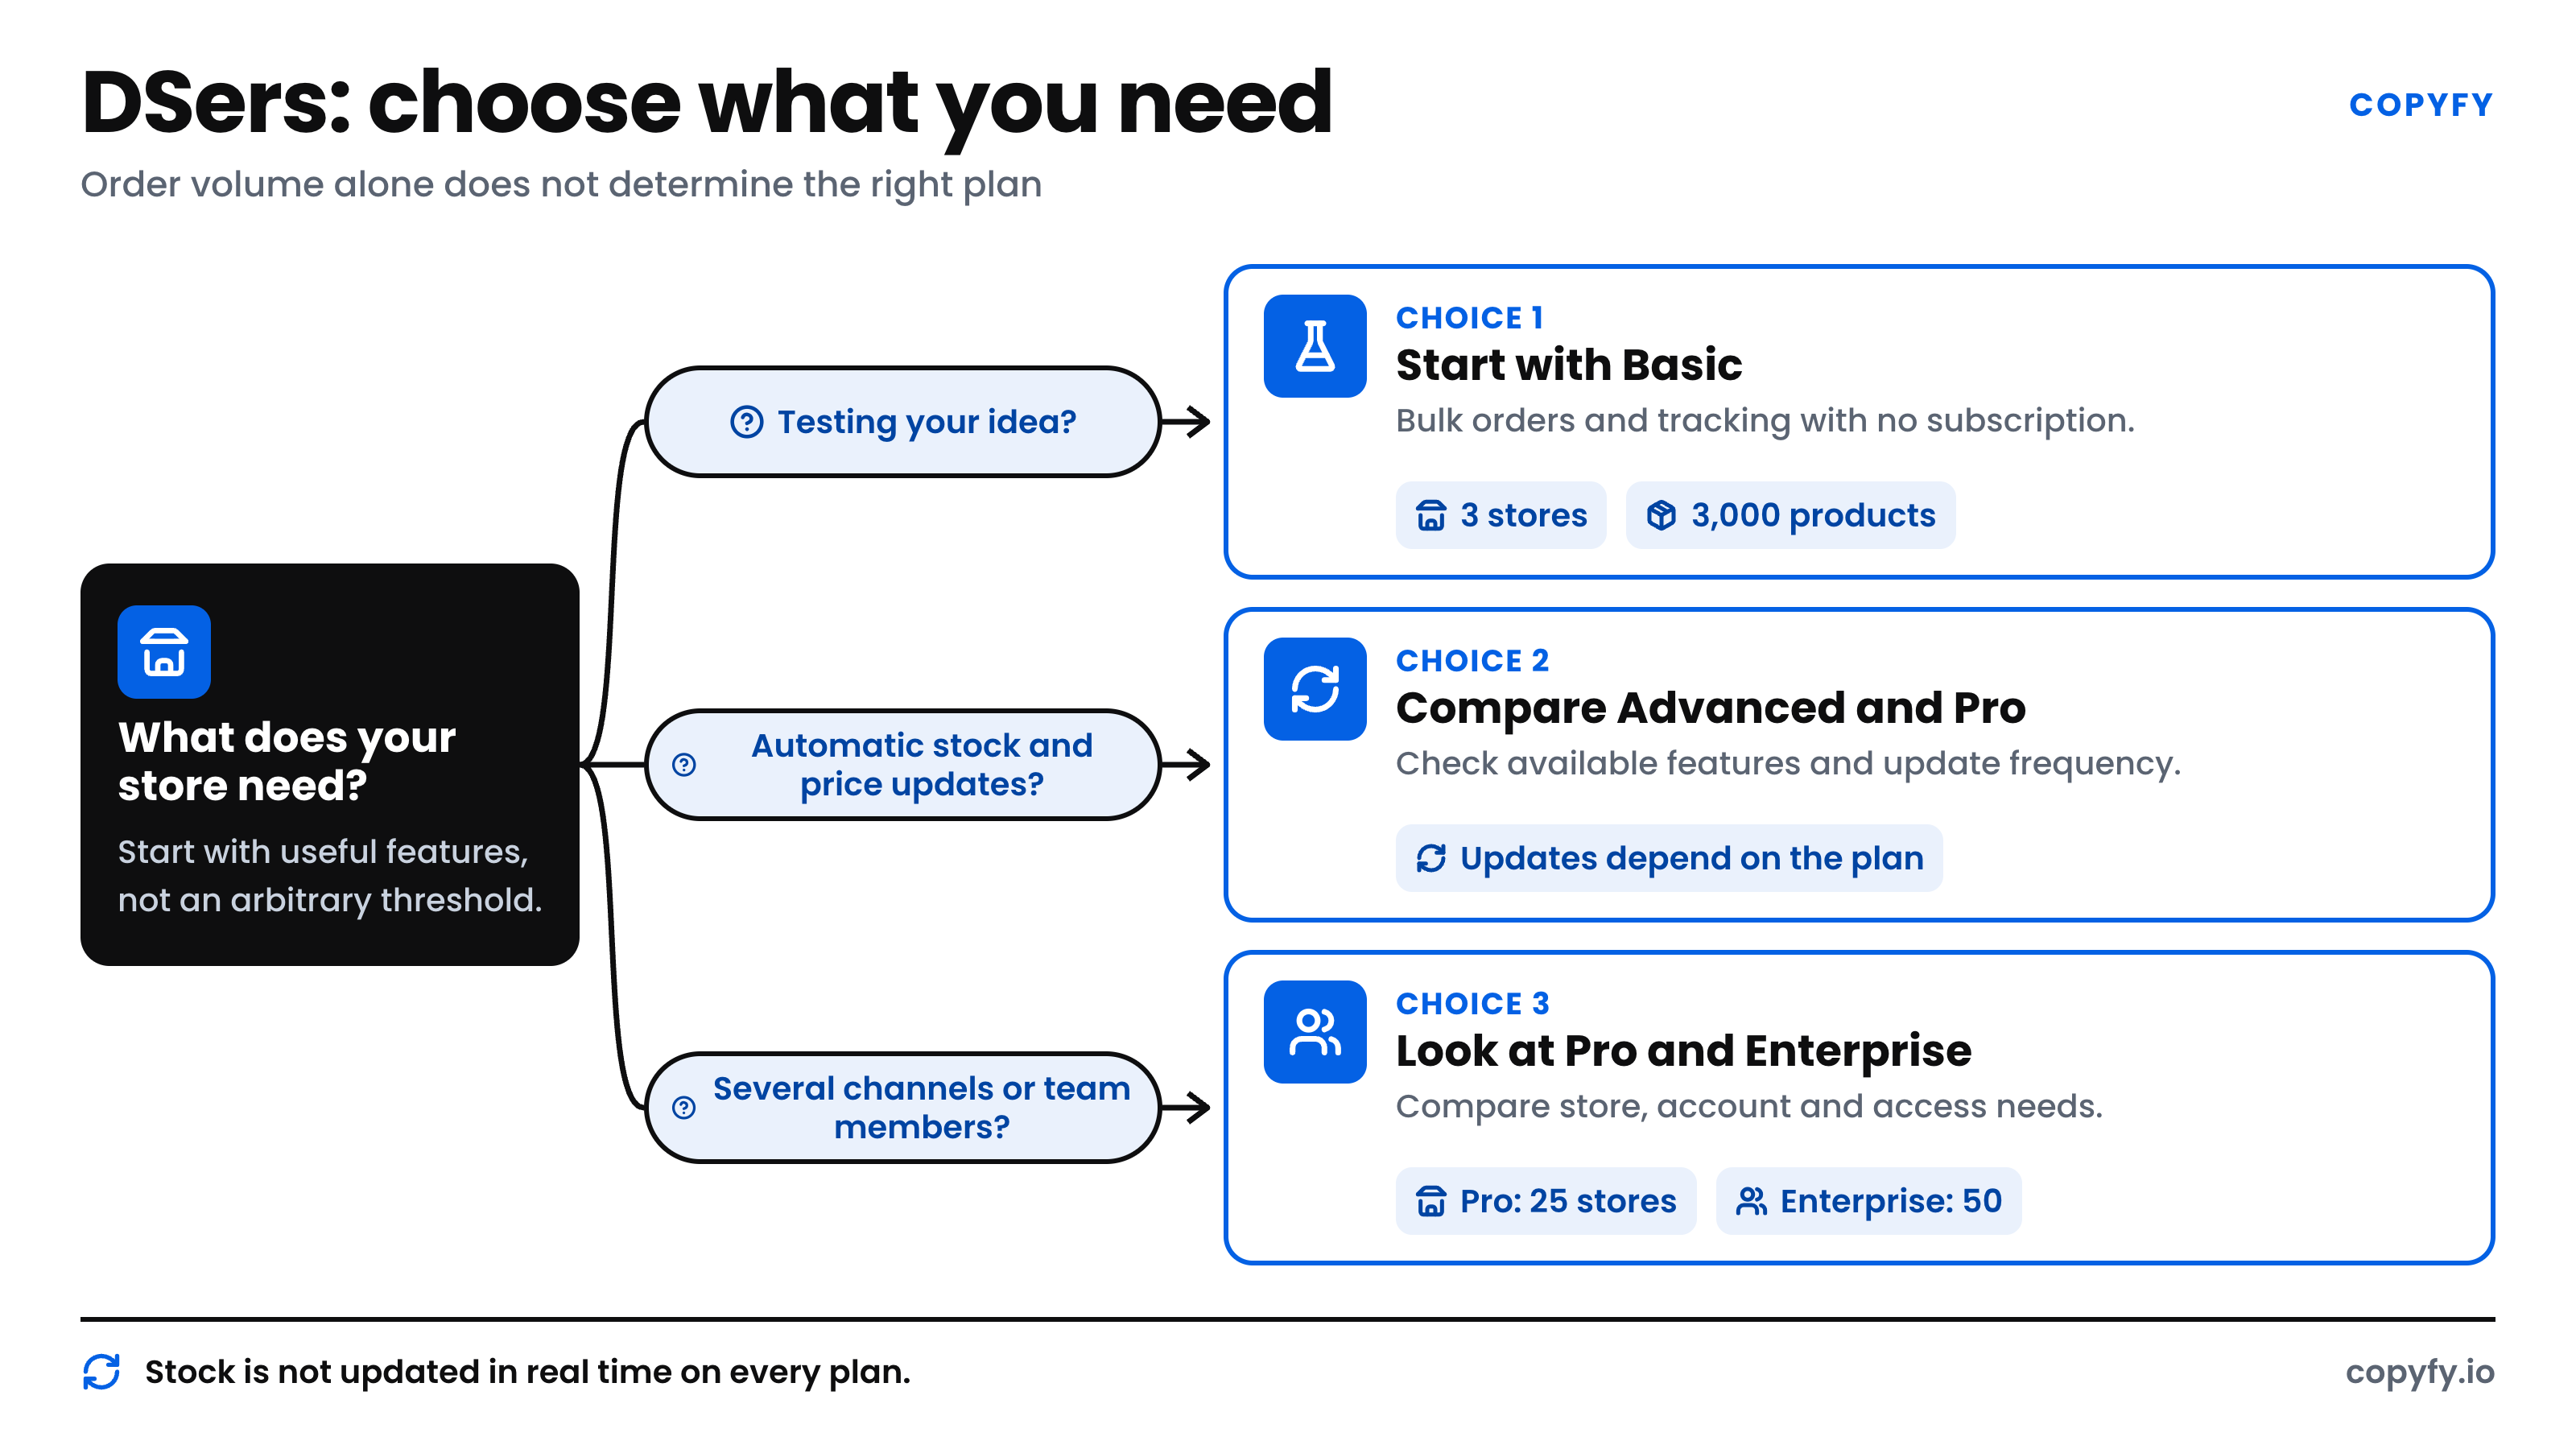 DSers: choose what you need
COPYFY
Order volume alone does not determine the right plan
What does your
store need?
Start with useful features,
not an arbitrary threshold.
Testing your idea?
CHOICE 1
Start with Basic
Bulk orders and tracking with no subscription.
3 stores
3,000 products
Automatic stock and
price updates?
CHOICE 2
Compare Advanced and Pro
Check available features and update frequency.
Updates depend on the plan
Several channels or team
members?
CHOICE 3
Look at Pro and Enterprise
Compare store, account and access needs.
Pro: 25 stores
Enterprise: 50
Stock is not updated in real time on every plan.
copyfy.io